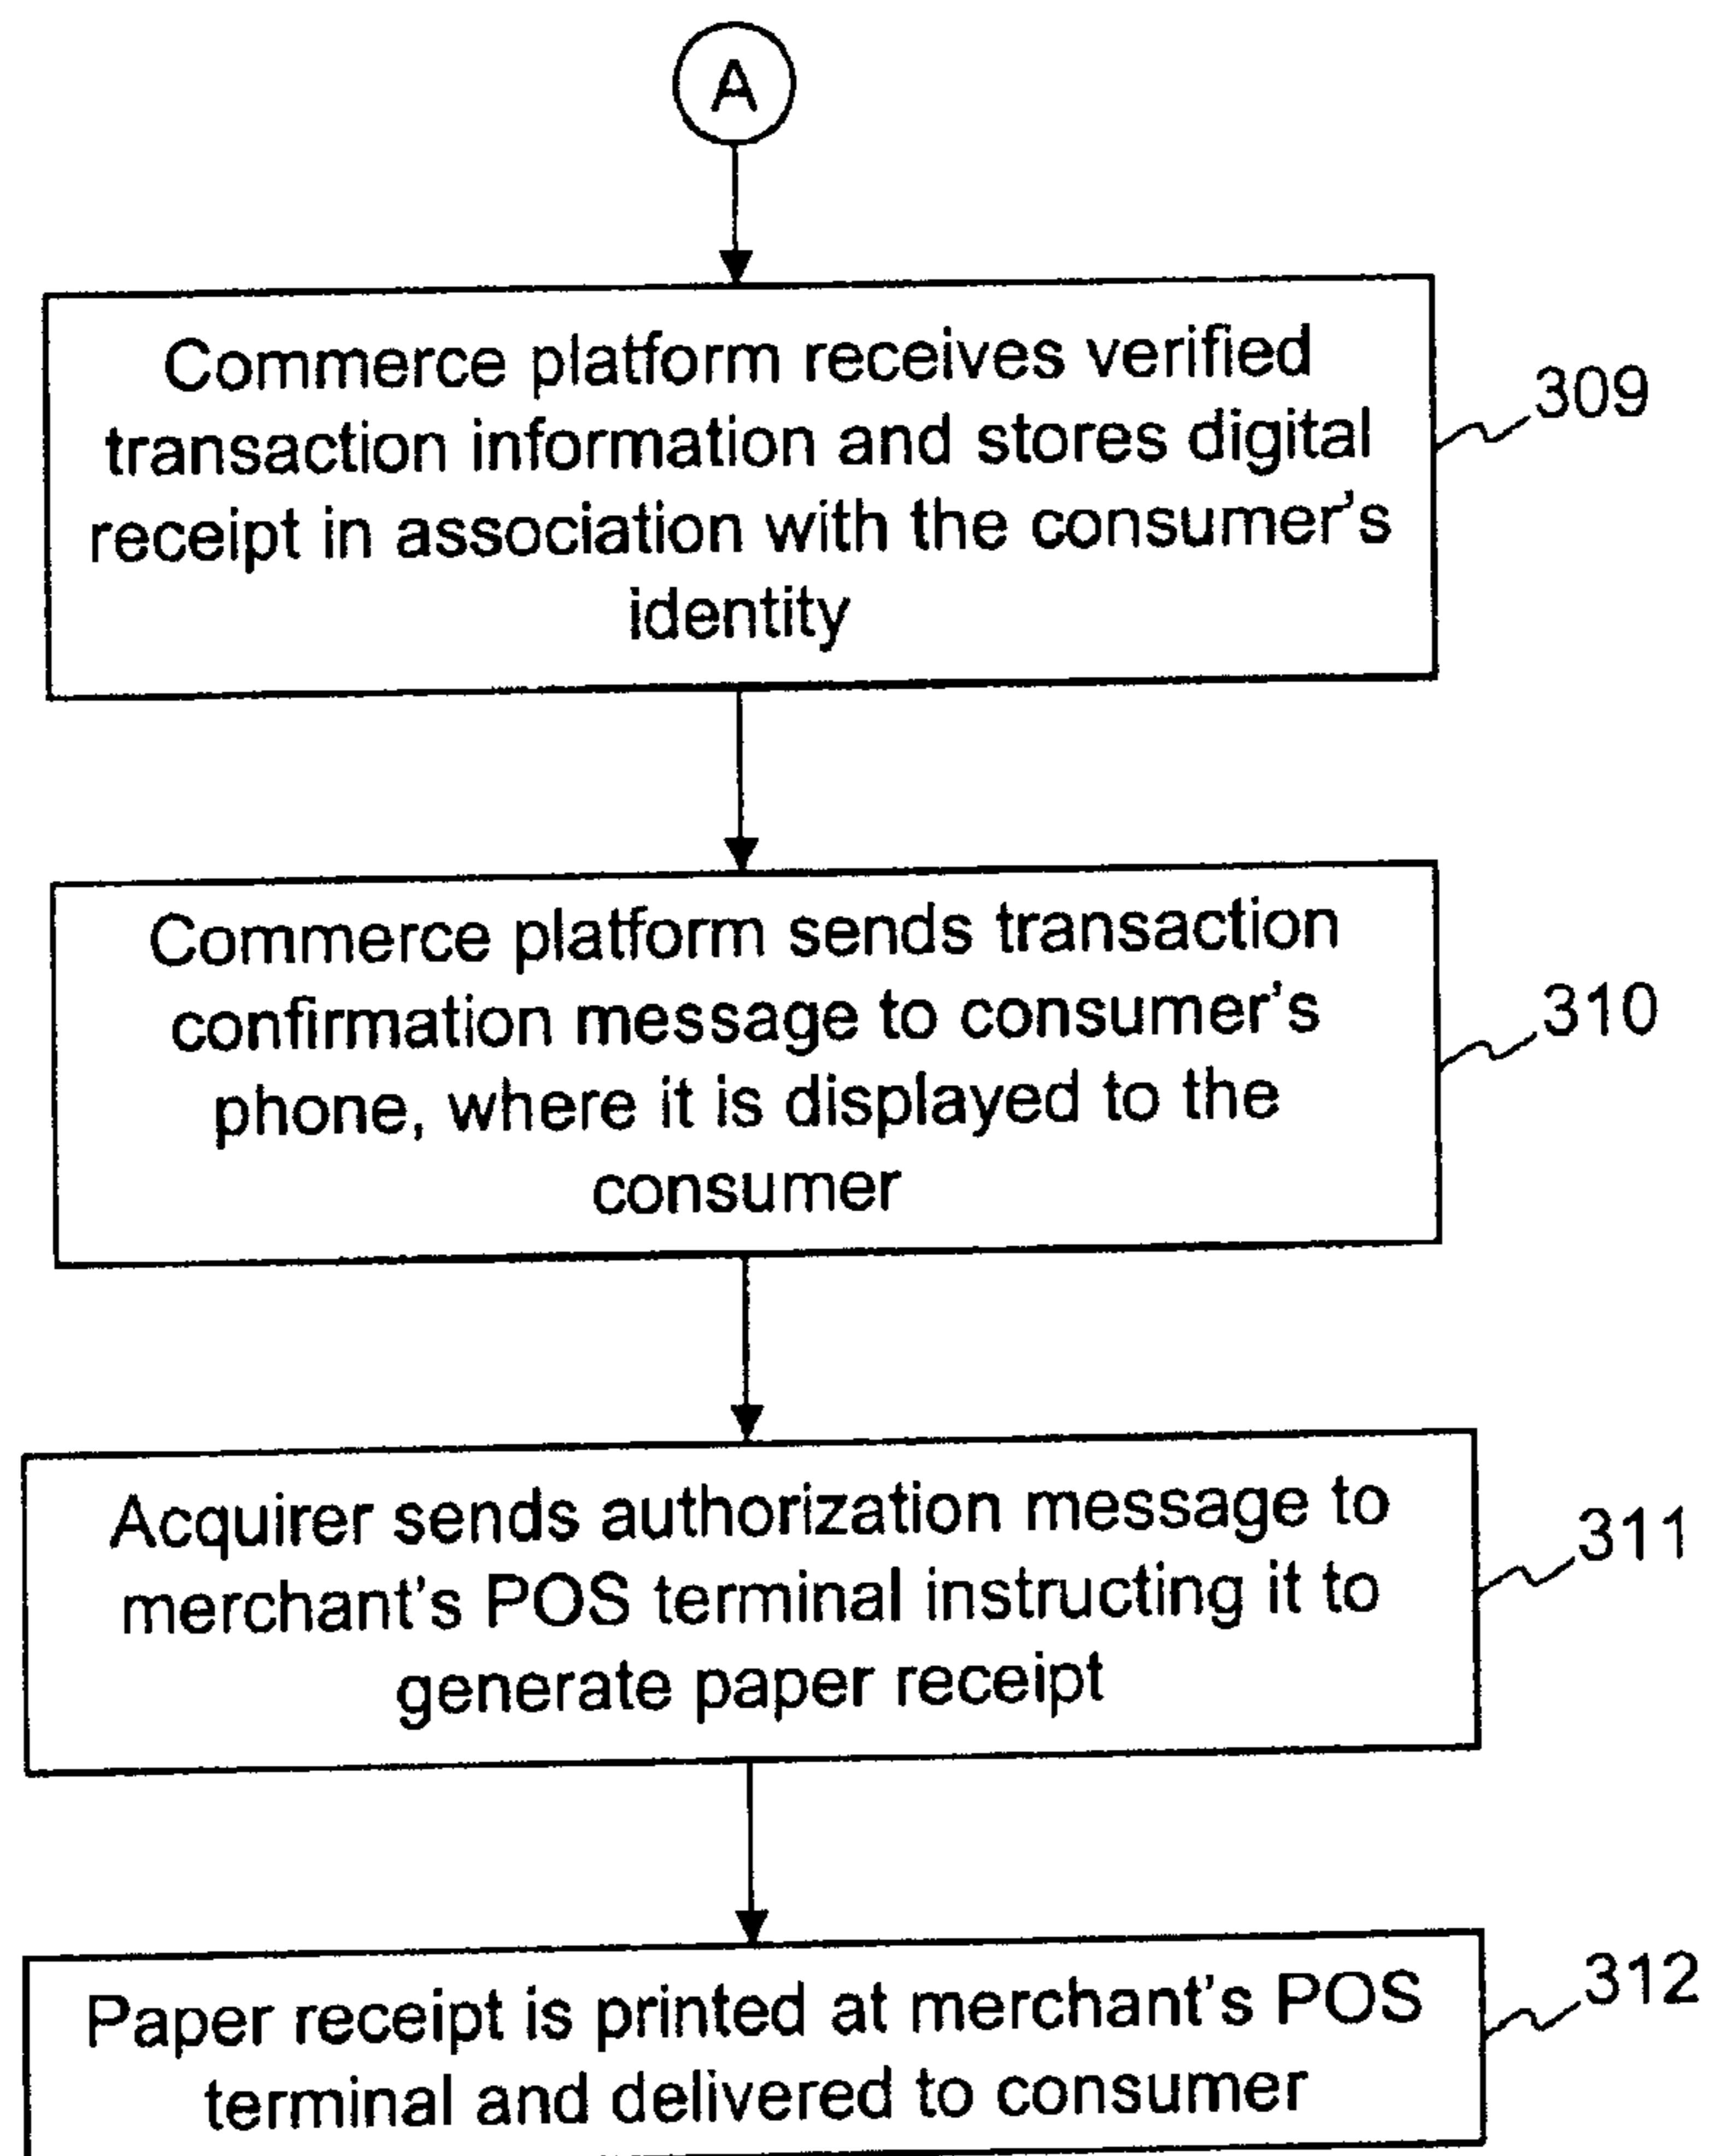 A
Commerce platform receives verified
transaction information and stores digital
receipt in association with the consumer's
identity
309
Commerce platform sends transaction
confirmation message to consumer's
phone, where it is displayed to the
consumer
310
Acquirer sends authorization message to
merchant's POS terminal instructing it to
generate paper receipt
311
Paper receipt is printed at merchant's POS
terminal and delivered to consumer
312